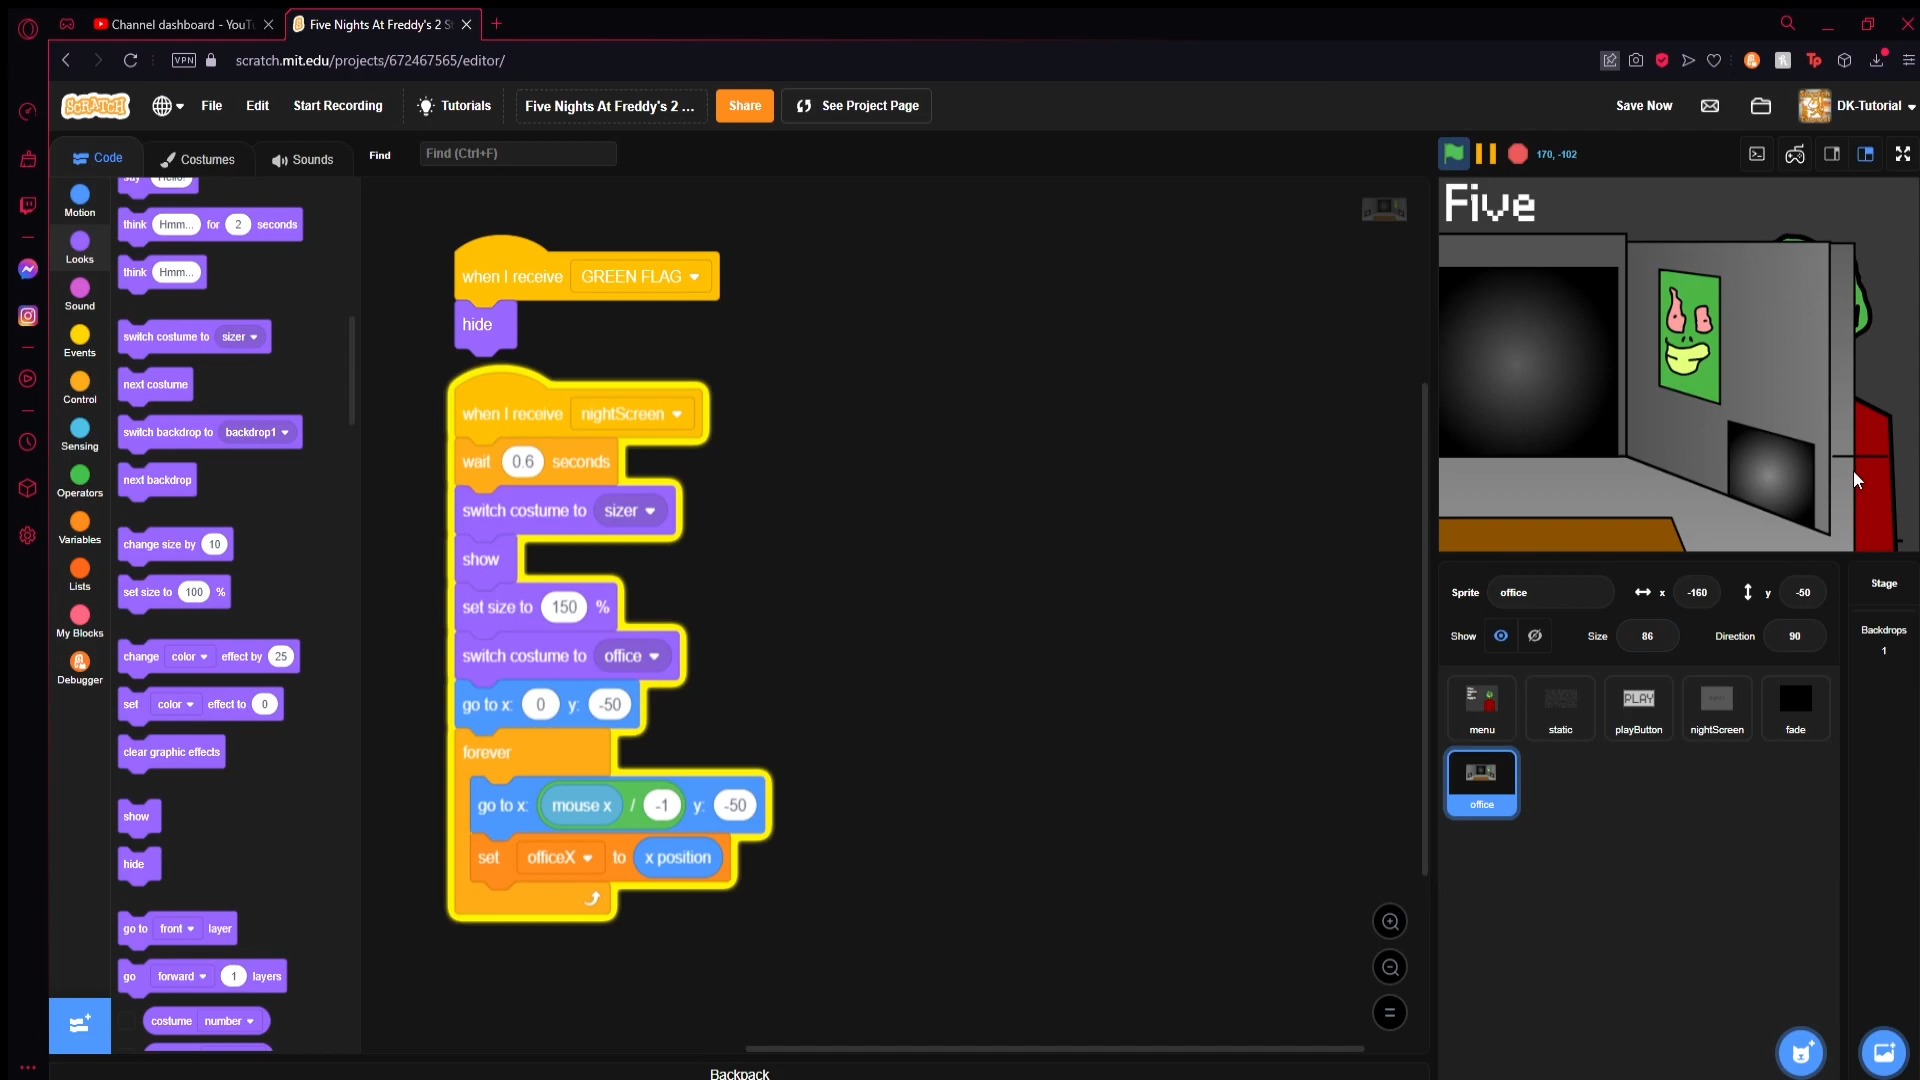 Channel dashboard - YouT
Five Nights At Freddy's 2 S
VPN
scratch.mit.edu/projects/672467565/editor/
Tp
SCRATCH
File
Edit
Start Recording
Tutorials
Five Nights At Freddy's 2 ...
Share
See Project Page
Save Now
DK-Tutorial
Code
Costumes
Sounds
Find
Find (Ctrl+F)
170, -102
Motion
Looks
Sound
Events
Control
Sensing
Operators
Variables
Lists
My Blocks
Debugger
say Hello!
think Hmm... for 2 seconds
think Hmm...
switch costume to sizer
next costume
switch backdrop to backdrop1
next backdrop
change size by 10
set size to 100 %
change color effect by 25
set color effect to 0
clear graphic effects
show
hide
go to front layer
go forward 1 layers
costume number
when I receive GREEN FLAG
hide
when I receive nightScreen
wait 0.6 seconds
switch costume to sizer
show
set size to 150 %
switch costume to office
go to x: 0 y: -50
forever
go to x: mouse x / -1 y: -50
set officeX to x position
Backpack
Five
Sprite office x -160 y -50
Show Size 86 Direction 90
Stage
Backdrops
1
menu
static
PLAY
playButton
nightScreen
fade
office